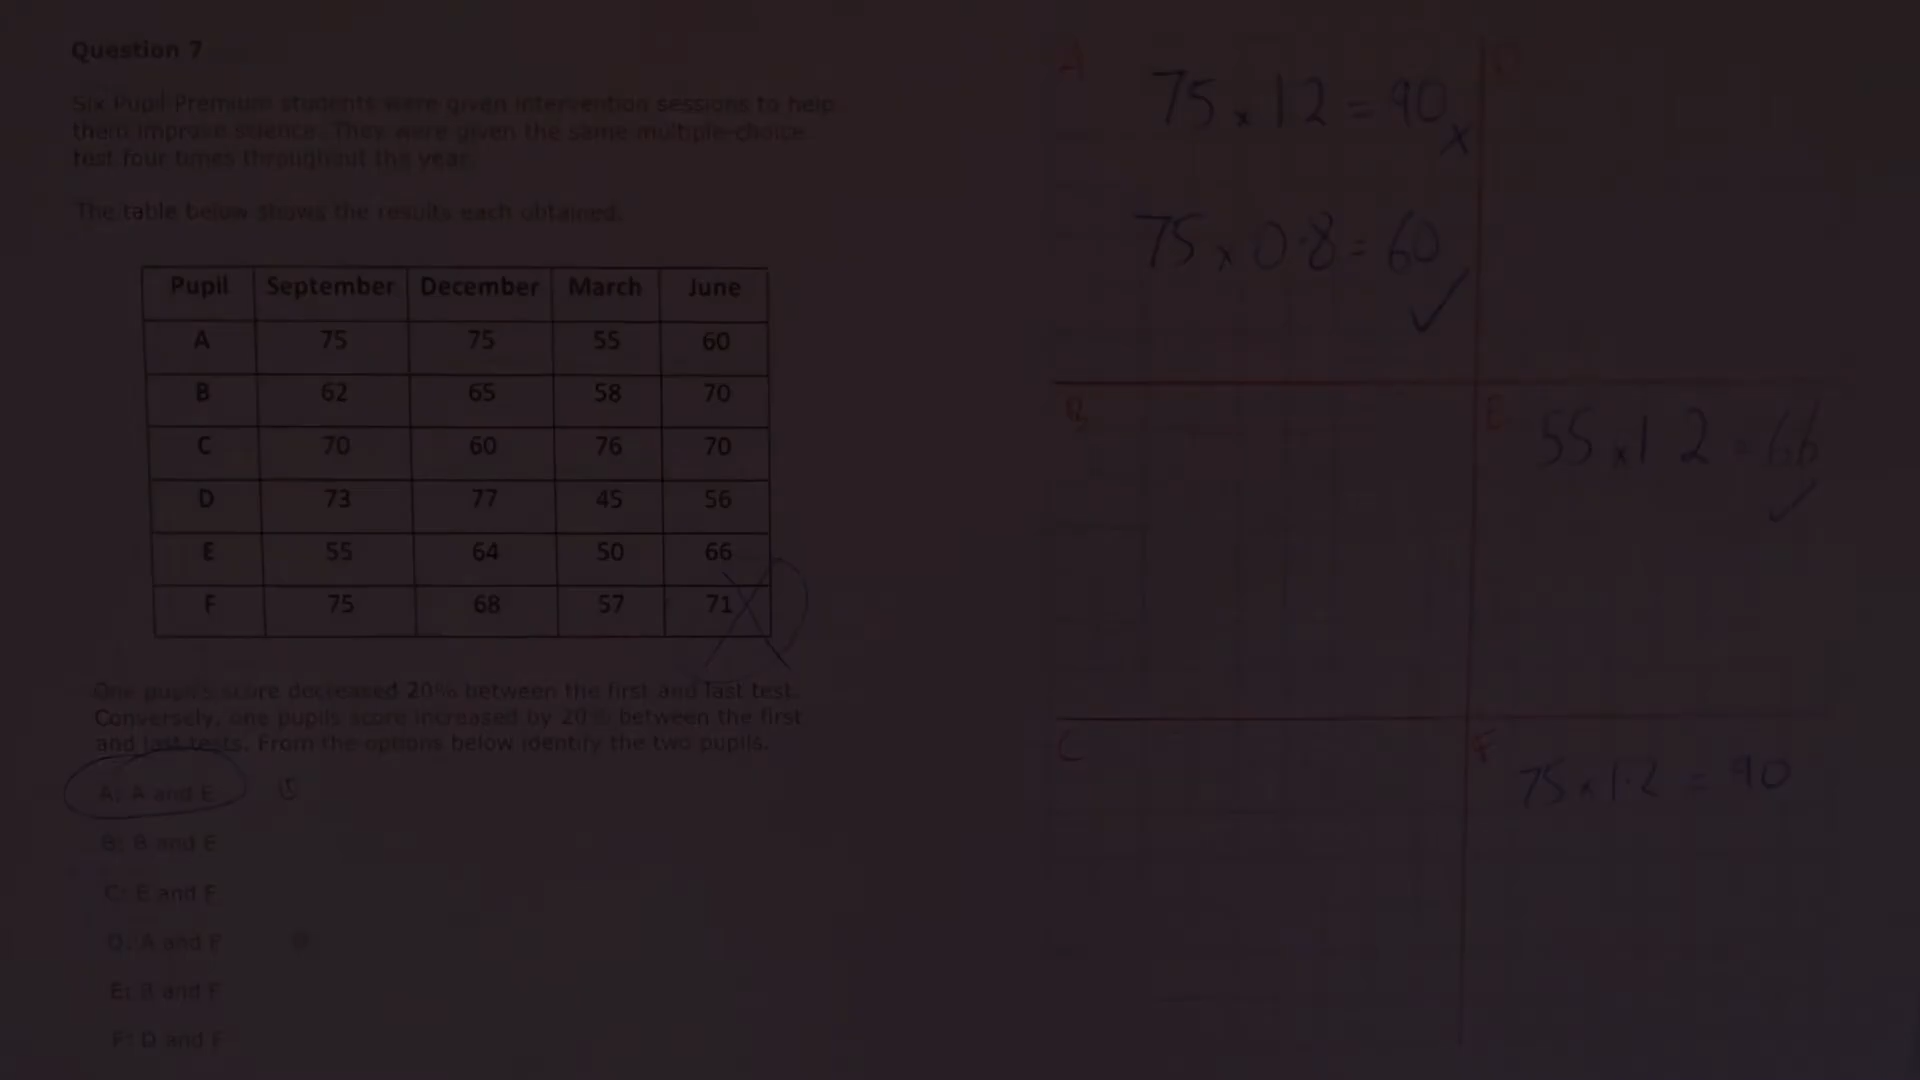 Question 7
Six Pupil Premium students were given intervention sessions to help
them improve science. They were given the same multiple-choice
test four times throughout the year.
The table below shows the results each obtained.
Pupil September December March June
A 75 75 55 60
B 62 65 58 70
C 70 60 76 70
D 73 77 45 56
E 55 64 50 66
F 75 68 57 71
One pupils score decreased 20% between the first and last test.
Conversely, one pupils score increased by 20% between the first
and last tests. From the options below identify the two pupils.
A: A and E
B: B and E
C: E and F
D: A and F
E: B and F
F: D and F
A
75 x 1.2 = 90 x
75 x 0.8 = 60 ✓
B
C
D
E
55 x 1.2 = 66 ✓
F
75 x 1.2 = 90